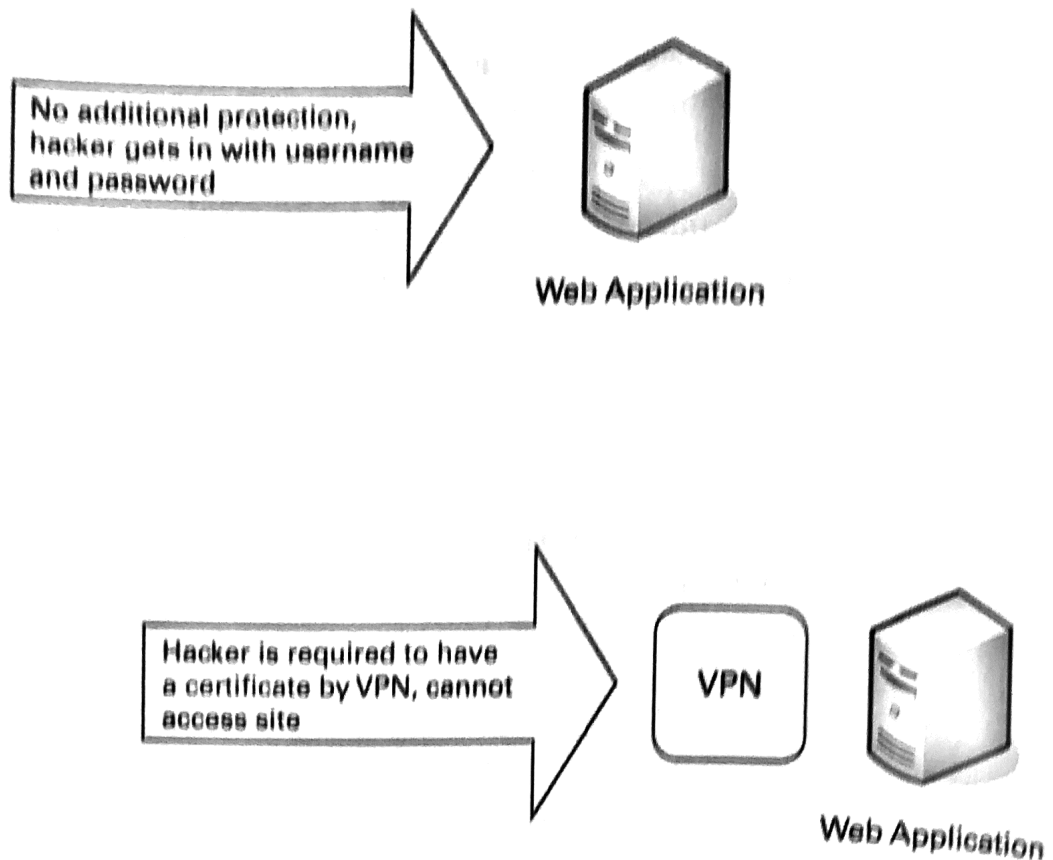 No additional protection,
hacker gets in with username
and password
Web Application
Hacker is required to have
a certificate by VPN, cannot
access site
VPN
Web Application